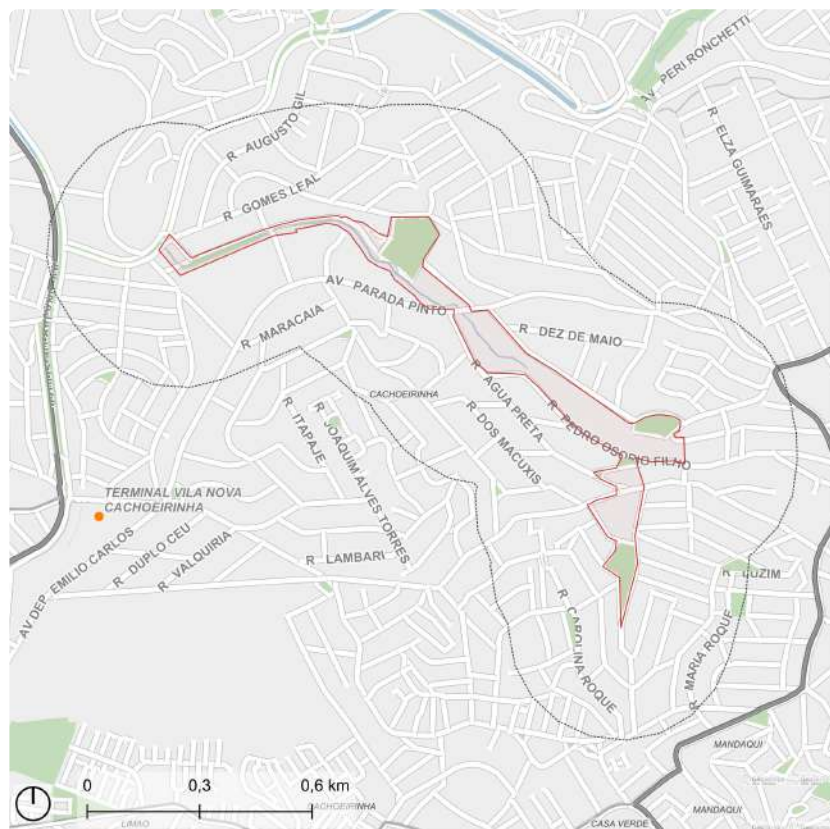 AV PERI RONCHETTI
R AUGUSTO GIL
R ELZA GUIMARAES
R GOMES LEAL
AV PARADA PINTO
R DEZ DE MAIO
R MARACAIA
CACHOEIRINHA
R AGUA PRETA
R PEDRO OSORIO FILHO
R DOS MACUXIS
R JOAQUIM ALVES TORRES
R ITAPAJE
TERMINAL VILA NOVA
CACHOEIRINHA
AV DEP EMILIO CARLOS
R DUPLO CEU
R VALQUIRIA
R LAMBARI
R LUZIM
R CAROLINA ROQUE
R MARIA ROQUE
MANDAQUI
0 0,3 0,6 km
CACHOEIRINHA
MANDAQUI
LIMAO
CASA VERDE